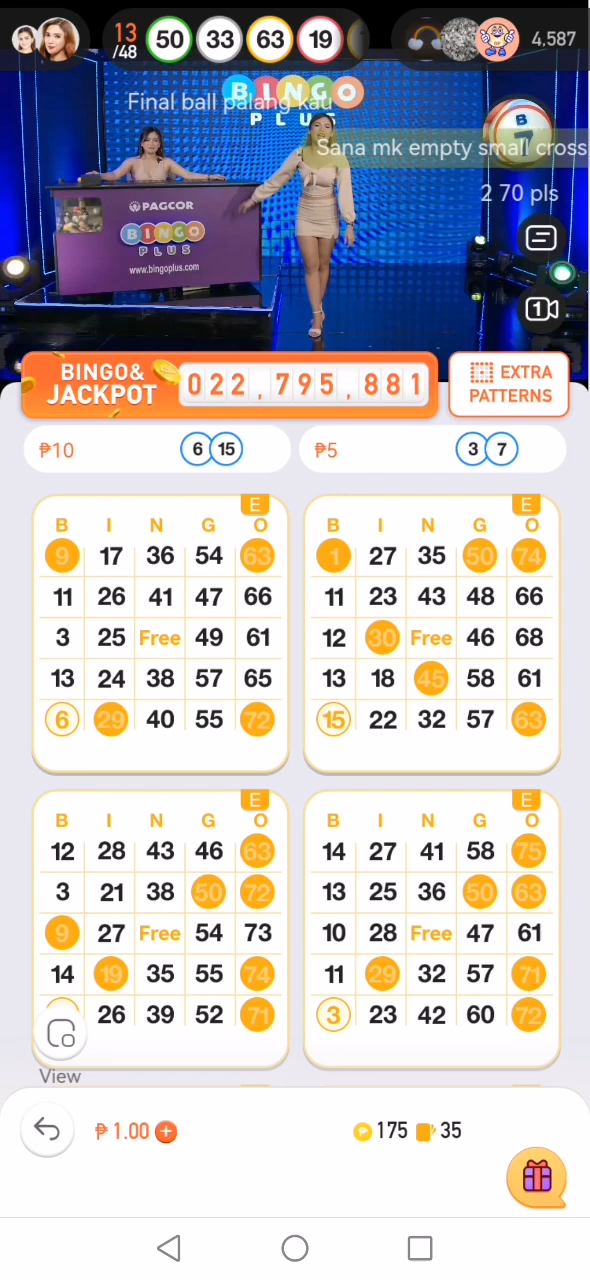 13
/48
50
33
63
19
4,587
BINGO
PLUS
Final ball palang kau
B
7
Sana mk empty small cross
2 70 pls
PAGCOR
BINGO
PLUS
www.bingoplus.com
1
BINGO&
JACKPOT
022,795,881
EXTRA
PATTERNS
₱10
6 15
₱5
3 7
E
B I N G O
9 17 36 54 63
11 26 41 47 66
3 25 Free 49 61
13 24 38 57 65
6 29 40 55 72
E
B I N G O
1 27 35 50 74
11 23 43 48 66
12 30 Free 46 68
13 18 45 58 61
15 22 32 57 63
E
B I N G O
12 28 43 46 63
3 21 38 50 72
9 27 Free 54 73
14 19 35 55 74
26 39 52 71
E
B I N G O
14 27 41 58 75
13 25 36 50 63
10 28 Free 47 61
11 29 32 57 71
3 23 42 60 72
View
₱ 1.00
175
35